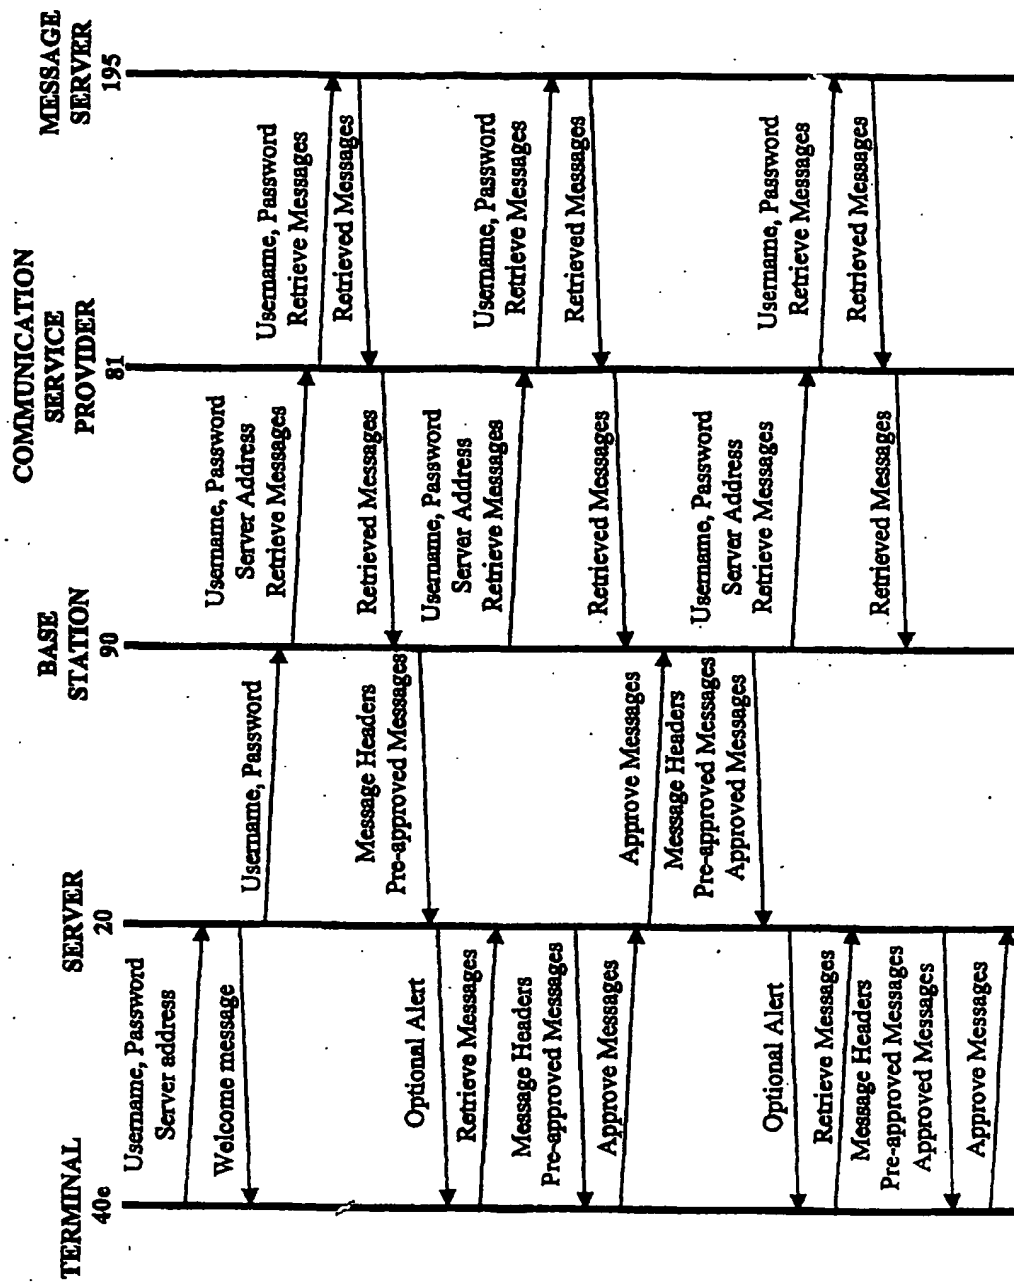 TERMINAL
40e
SERVER
20
BASE
STATION
90
COMMUNICATION
SERVICE
PROVIDER
81
MESSAGE
SERVER
195
Username, Password
Server address
Welcome message
Username, Password
Username, Password
Server Address
Retrieve Messages
Username, Password
Retrieve Messages
Retrieved Messages
Retrieved Messages
Message Headers
Pre-approved Messages
Optional Alert
Retrieve Messages
Message Headers
Pre-approved Messages
Approve Messages
Username, Password
Server Address
Retrieve Messages
Username, Password
Retrieve Messages
Retrieved Messages
Retrieved Messages
Approve Messages
Message Headers
Pre-approved Messages
Approved Messages
Optional Alert
Retrieve Messages
Message Headers
Pre-approved Messages
Approved Messages
Approve Messages
Username, Password
Server Address
Retrieve Messages
Username, Password
Retrieve Messages
Retrieved Messages
Retrieved Messages